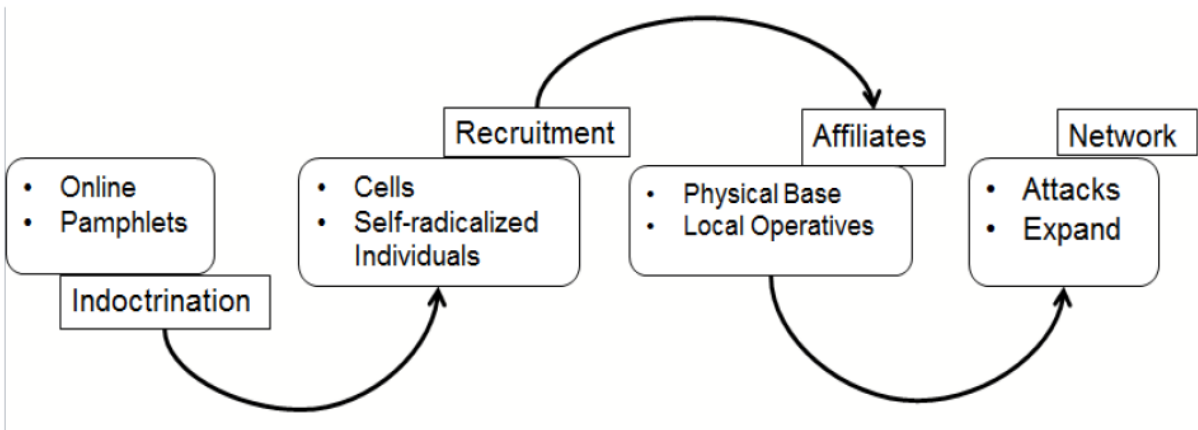 Online
Pamphlets
Indoctrination
Recruitment
Cells
Self-radicalized
Individuals
Affiliates
Physical Base
Local Operatives
Network
Attacks
Expand